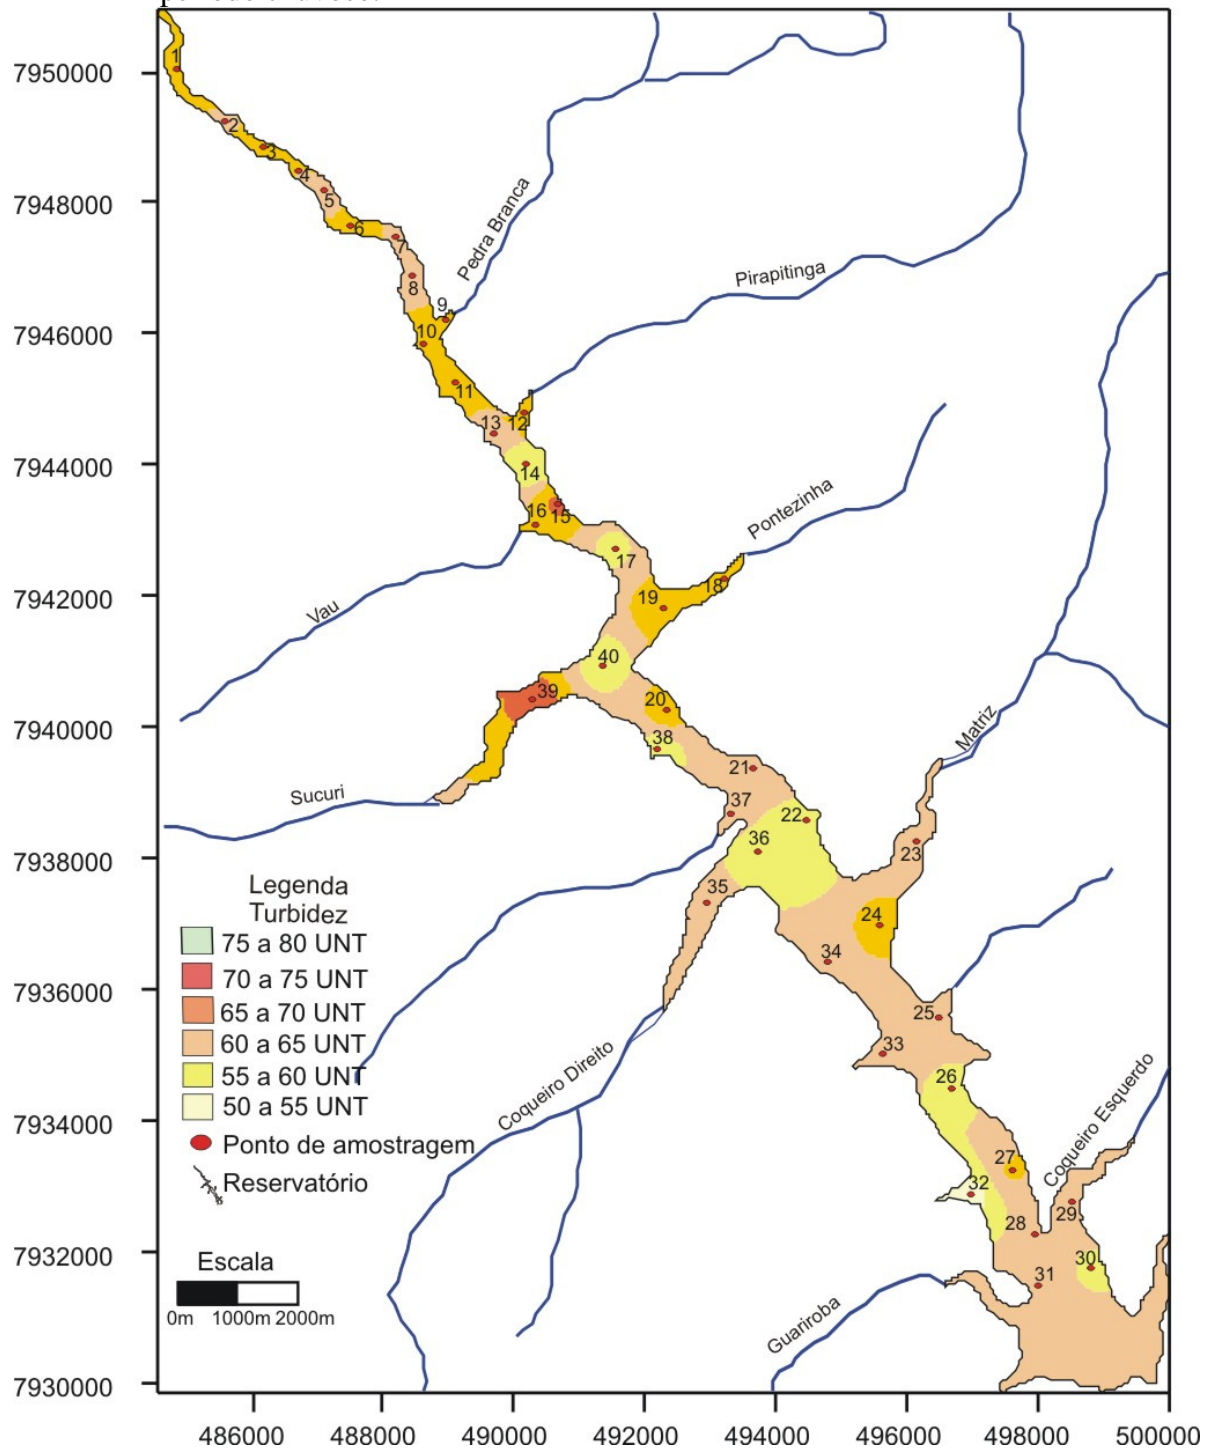 7950000
7948000
7946000
7944000
7942000
7940000
7938000
7936000
7934000
7932000
7930000
1
2
3
4
5
6
7
8
9
10
11
12
13
14
15
16
17
18
19
40
39
20
38
21
37
22
36
23
35
24
34
25
33
26
27
32
28
29
30
31
Pedra Branca
Pirapitinga
Pontezinha
Vau
Sucuri
Matriz
Coqueiro Direito
Coqueiro Esquerdo
Guariroba
Legenda
Turbidez
75 a 80 UNT
70 a 75 UNT
65 a 70 UNT
60 a 65 UNT
55 a 60 UNT
50 a 55 UNT
Ponto de amostragem
Reservatório
Escala
0m 1000m 2000m
486000 488000 490000 492000 494000 496000 498000 500000